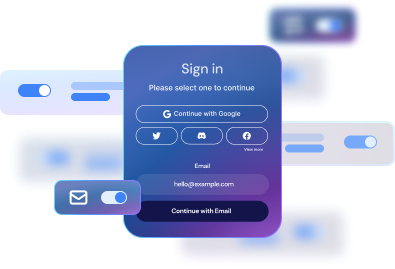 Sign in
Please select one to continue
Continue with Google
View more
Email
hello@example.com
Continue with Email